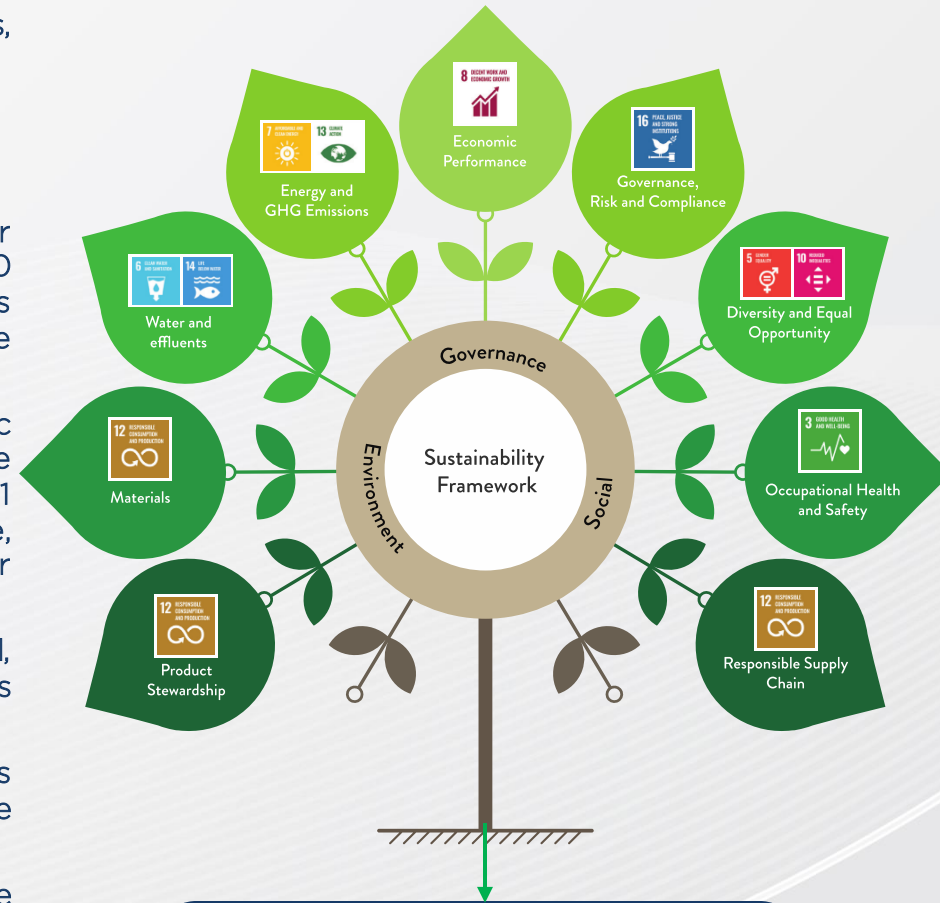 s,
r
O
s
e
c
e
1
e,
r
l,
s
s
e
e
8 DECENT WORK AND
ECONOMIC GROWTH
Economic
Performance
7 AFFORDABLE AND
CLEAN ENERGY
13 CLIMATE
ACTION
Energy and
GHG Emissions
16 PEACE, JUSTICE
AND STRONG
INSTITUTIONS
Governance,
Risk and Compliance
6 CLEAN WATER
AND SANITATION
14 LIFE
BELOW WATER
Water and
effluents
5 GENDER
EQUALITY
10 REDUCED
INEQUALITIES
Diversity and Equal
Opportunity
12 RESPONSIBLE
CONSUMPTION
AND PRODUCTION
Materials
Governance
Environment
Social
Sustainability
Framework
3 GOOD HEALTH
AND WELL-BEING
Occupational Health
and Safety
12 RESPONSIBLE
CONSUMPTION
AND PRODUCTION
Product
Stewardship
12 RESPONSIBLE
CONSUMPTION
AND PRODUCTION
Responsible Supply
Chain